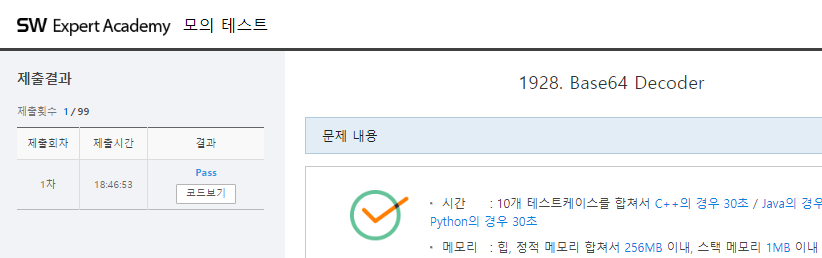 SW Expert Academy 모의 테스트
제출결과
제출횟수 1 / 99
제출회차 제출시간 결과
1차 18:46:53 Pass
코드보기
1928. Base64 Decoder
문제 내용
• 시간 : 10개 테스트케이스를 합쳐서 C++의 경우 30초 / Java의 경우
Python의 경우 30초
• 메모리 : 힙, 정적 메모리 합쳐서 256MB 이내, 스택 메모리 1MB 이내